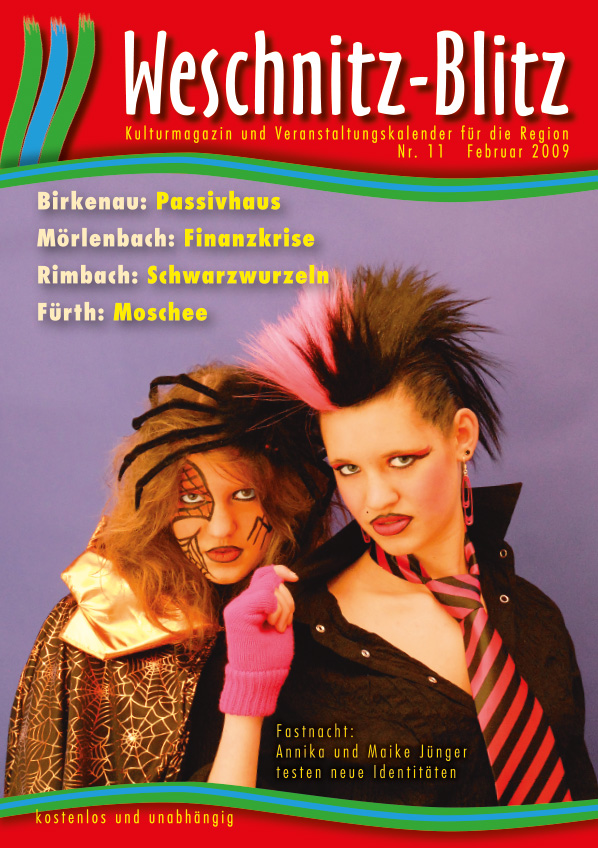 Weschnitz-Blitz
Kulturmagazin und Veranstaltungskalender für die Region
Nr. 11 Februar 2009
Birkenau: Passivhaus
Mörlenbach: Finanzkrise
Rimbach: Schwarzwurzeln
Fürth: Moschee
Fastnacht:
Annika und Maike Jünger
testen neue Identitäten
kostenlos und unabhängig